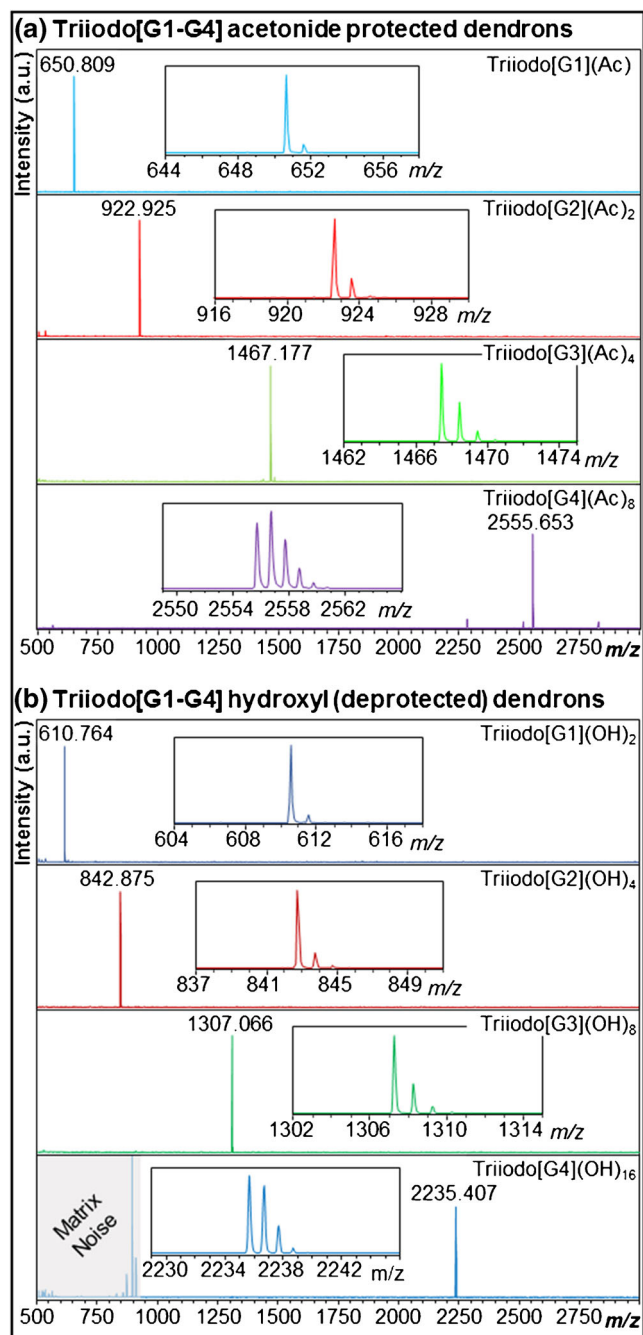 (a) Triiodo[G1-G4] acetonide protected dendrons
Intensity (a.u.)
650.809
Triiodo[G1](Ac)
644 648 652 656 m/z
922.925
Triiodo[G2](Ac)2
916 920 924 928 m/z
1467.177
Triiodo[G3](Ac)4
1462 1466 1470 1474 m/z
Triiodo[G4](Ac)8
2555.653
2550 2554 2558 2562 m/z
500 750 1000 1250 1500 1750 2000 2250 2500 2750 m/z
(b) Triiodo[G1-G4] hydroxyl (deprotected) dendrons
Intensity (a.u.)
610.764
Triiodo[G1](OH)2
604 608 612 616 m/z
842.875
Triiodo[G2](OH)4
837 841 845 849 m/z
1307.066
Triiodo[G3](OH)8
1302 1306 1310 1314 m/z
Triiodo[G4](OH)16
Matrix
Noise
2235.407
2230 2234 2238 2242 m/z
500 750 1000 1250 1500 1750 2000 2250 2500 2750 m/z